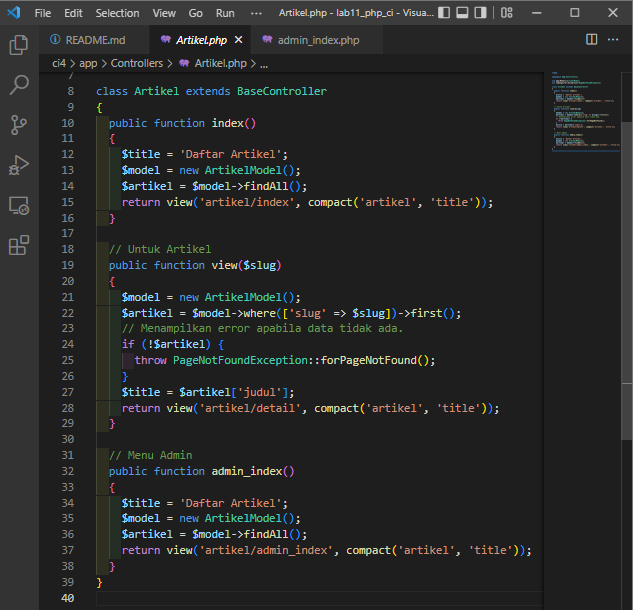 File Edit Selection View Go Run ··· Artikel.php - lab11_php_ci - Visua...
README.md Artikel.php admin_index.php ···
ci4 > app > Controllers > Artikel.php > ...
7
8 class Artikel extends BaseController
9 {
10 public function index()
11 {
12 $title = 'Daftar Artikel';
13 $model = new ArtikelModel();
14 $artikel = $model->findAll();
15 return view('artikel/index', compact('artikel', 'title'));
16 }
17
18 // Untuk Artikel
19 public function view($slug)
20 {
21 $model = new ArtikelModel();
22 $artikel = $model->where(['slug' => $slug])->first();
23 // Menampilkan error apabila data tidak ada.
24 if (!$artikel) {
25 throw PageNotFoundException::forPageNotFound();
26 }
27 $title = $artikel['judul'];
28 return view('artikel/detail', compact('artikel', 'title'));
29 }
30
31 // Menu Admin
32 public function admin_index()
33 {
34 $title = 'Daftar Artikel';
35 $model = new ArtikelModel();
36 $artikel = $model->findAll();
37 return view('artikel/admin_index', compact('artikel', 'title'));
38 }
39 }
40